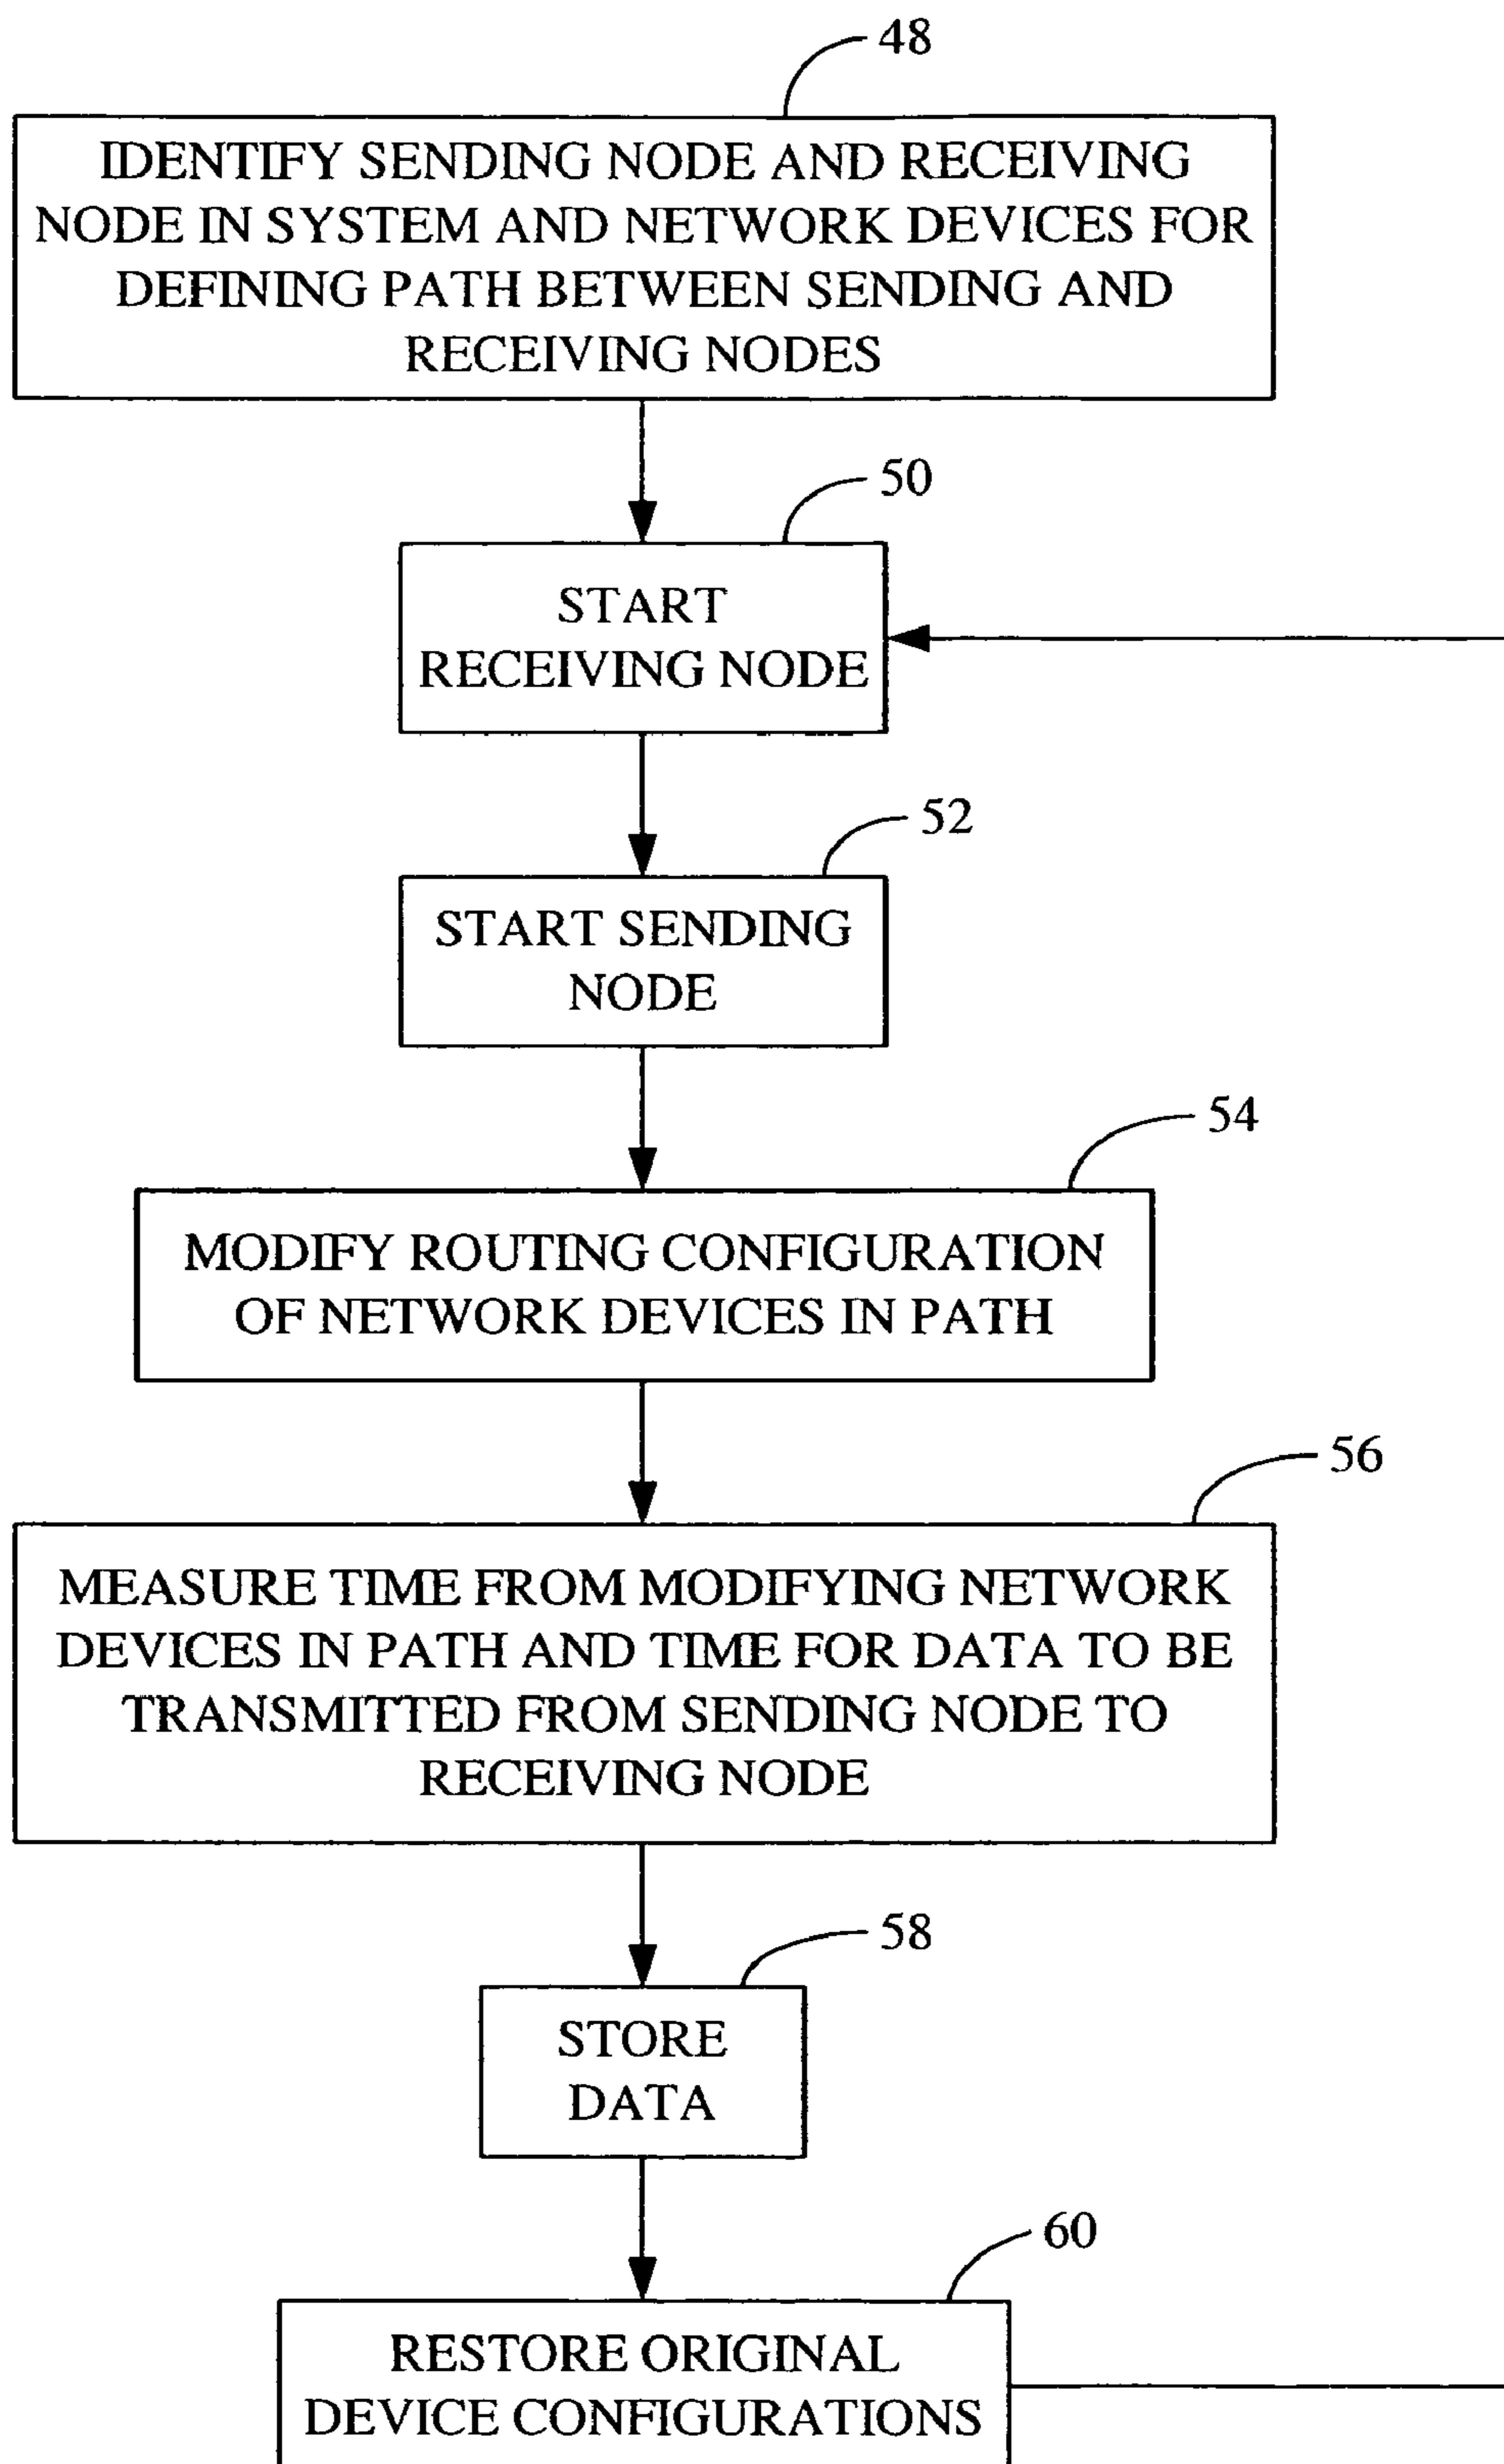 48
IDENTIFY SENDING NODE AND RECEIVING
NODE IN SYSTEM AND NETWORK DEVICES FOR
DEFINING PATH BETWEEN SENDING AND
RECEIVING NODES
50
START
RECEIVING NODE
52
START SENDING
NODE
54
MODIFY ROUTING CONFIGURATION
OF NETWORK DEVICES IN PATH
56
MEASURE TIME FROM MODIFYING NETWORK
DEVICES IN PATH AND TIME FOR DATA TO BE
TRANSMITTED FROM SENDING NODE TO
RECEIVING NODE
58
STORE
DATA
60
RESTORE ORIGINAL
DEVICE CONFIGURATIONS